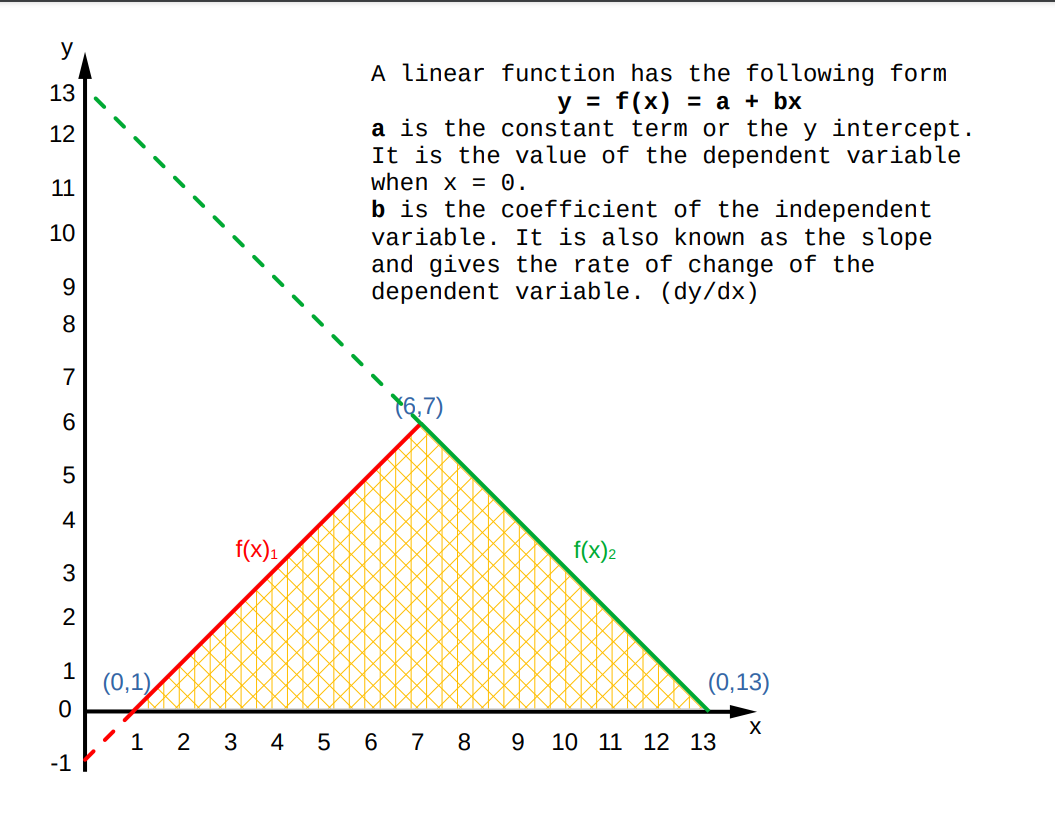 y
A linear function has the following form
y = f(x) = a + bx
a is the constant term or the y intercept.
It is the value of the dependent variable
when x = 0.
b is the coefficient of the independent
variable. It is also known as the slope
and gives the rate of change of the
dependent variable. (dy/dx)
13
12
11
10
9
8
7
6
5
4
3
2
1
0
-1
(6,7)
f(x)₁
f(x)₂
(0,1)
(0,13)
x
1 2 3 4 5 6 7 8 9 10 11 12 13